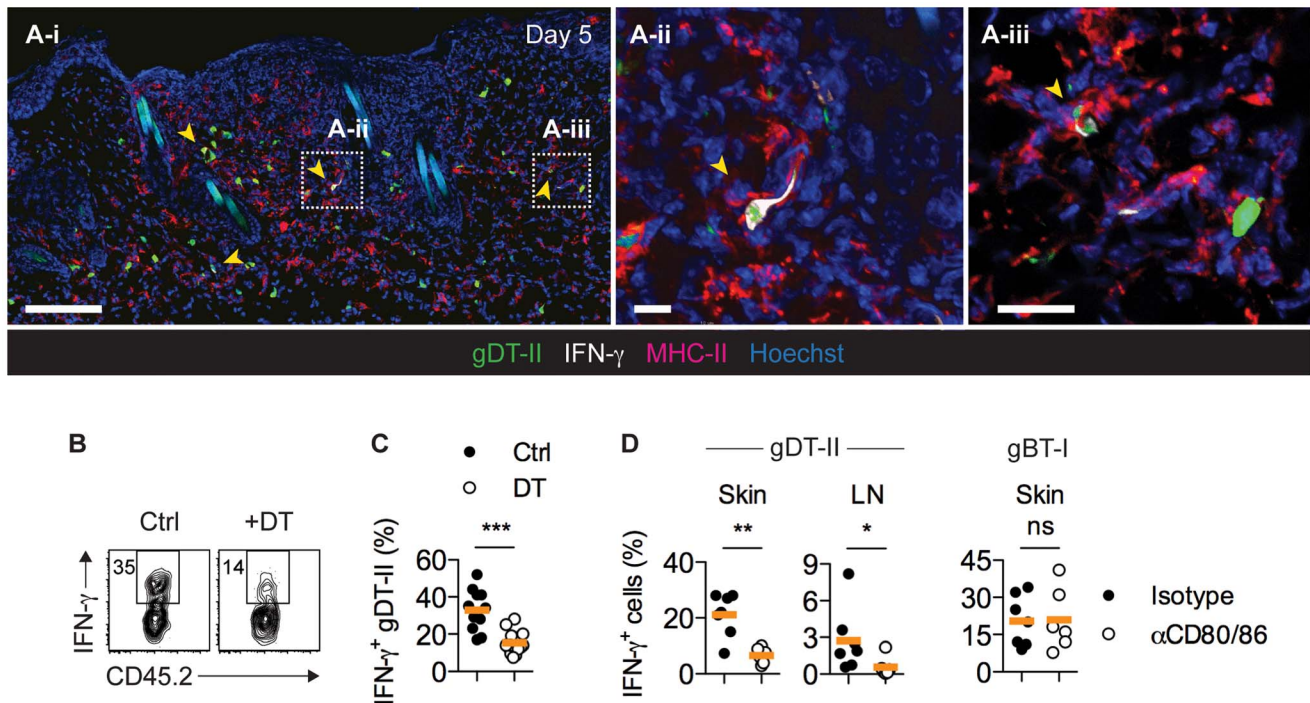 A-i
Day 5
A-ii
A-iii
A-ii
A-iii
gDT-II IFN-γ MHC-II Hoechst
B
Ctrl
+DT
35
14
IFN-γ
CD45.2
C
Ctrl
DT
***
IFN-γ+ gDT-II (%)
60
40
20
0
D
gDT-II
gBT-I
Skin
LN
Skin
**
*
ns
IFN-γ+ cells (%)
40
20
0
9
6
3
0
45
30
15
0
Isotype
αCD80/86